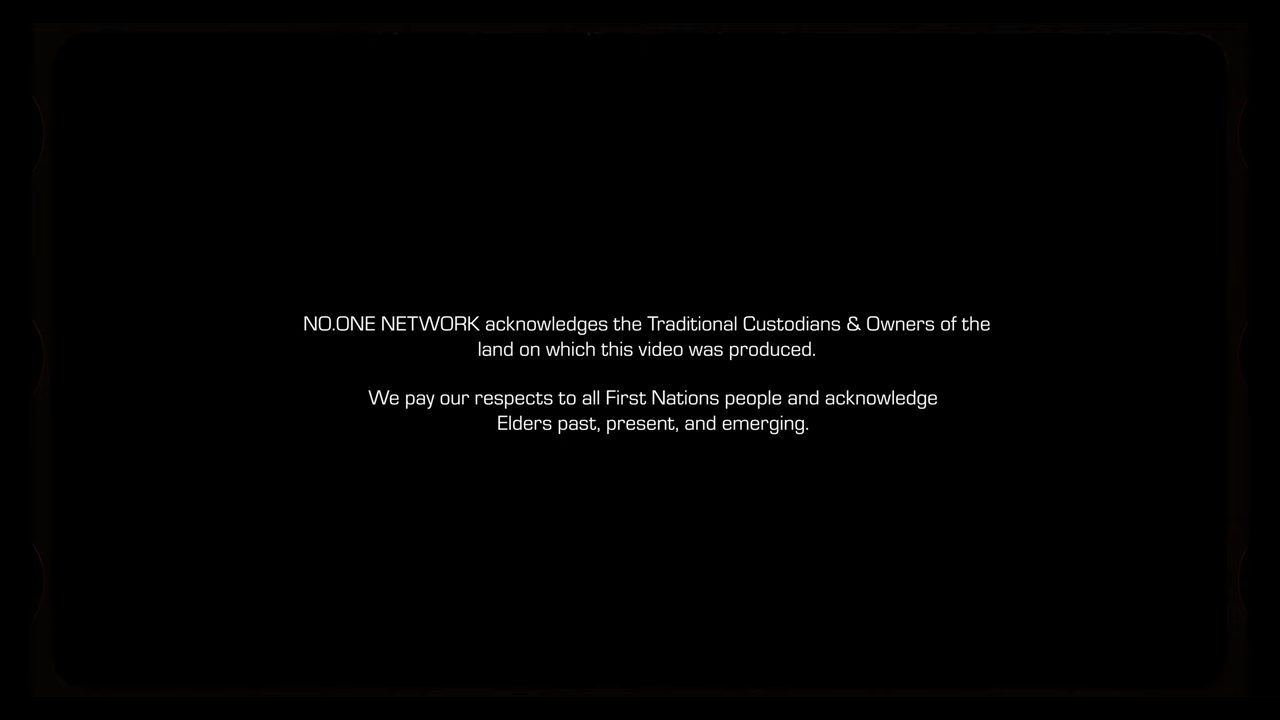 NO.ONE NETWORK acknowledges the Traditional Custodians & Owners of the
land on which this video was produced.
We pay our respects to all First Nations people and acknowledge
Elders past, present, and emerging.